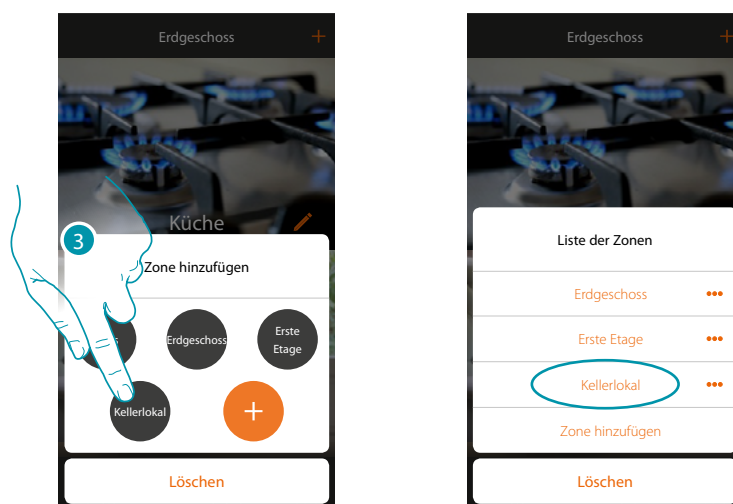 Erdgeschoss +
Küche
3
Zone hinzufügen
Erdgeschoss
Erste
Etage
Kellerlokal
+
Löschen
Erdgeschoss +
Liste der Zonen
Erdgeschoss •••
Erste Etage •••
Kellerlokal •••
Zone hinzufügen
Löschen